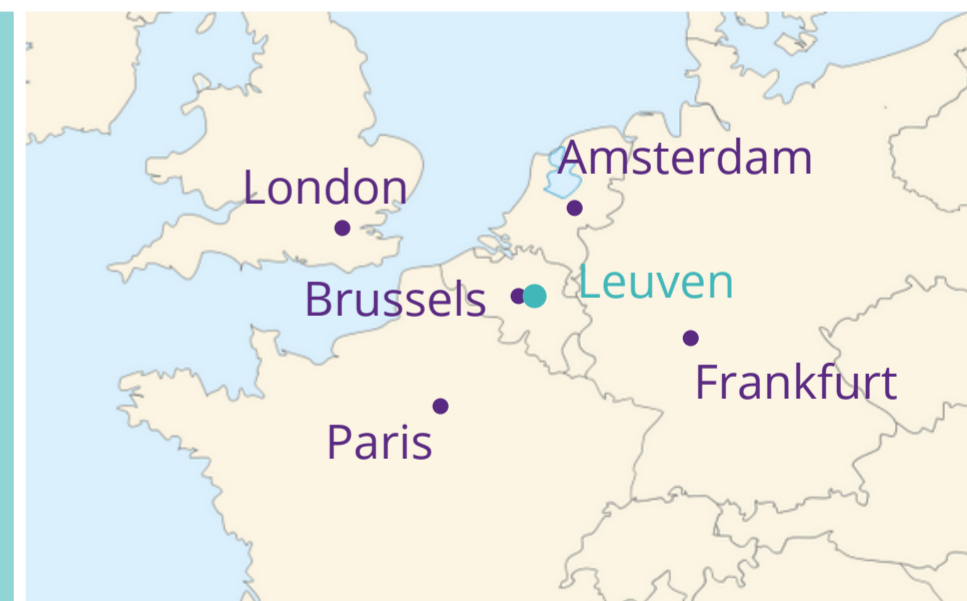 Amsterdam
London
Leuven
Brussels
Frankfurt
Paris